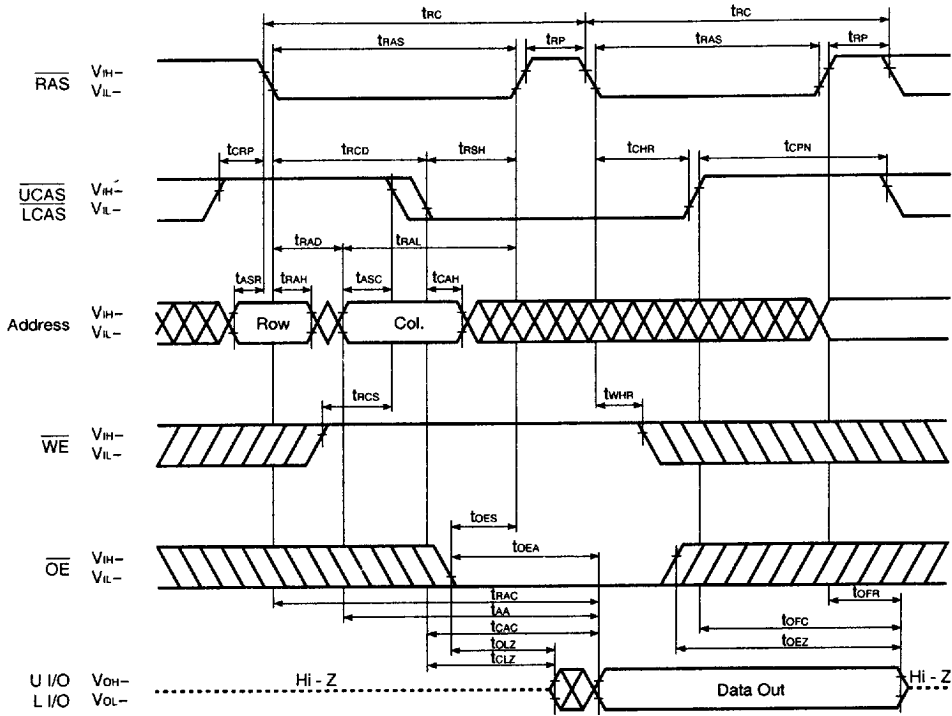 tRC tRC
tRAS tRP tRAS tRP
RAS VIH–
VIL–
tCRP tRCD tRSH tCHR tCPN
UCAS VIH–
LCAS VIL–
tRAD tRAL
tASR tRAH tASC tCAH
Address VIH–
VIL–
Row Col.
tRCS tWHR
WE VIH–
VIL–
tOES
tOEA
OE VIH–
VIL–
tRAC tOFR
tAA tOFC
tCAC
tOLZ tOEZ
tCLZ
U I/O VOH–
L I/O VOL–
Hi - Z Data Out Hi - Z